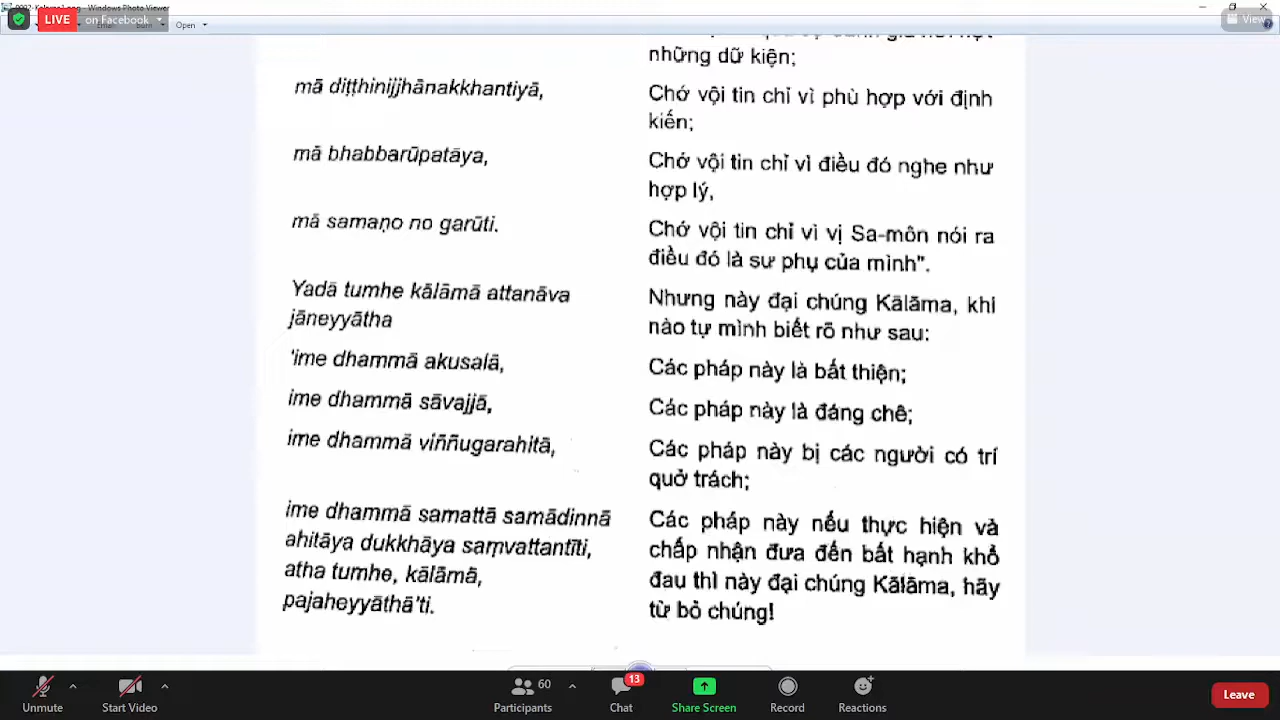 0002-Kalama1.png - Windows Photo Viewer
LIVE on Facebook
Open
View
những dữ kiện;
mā diṭṭhinijjhānakkhantiyā,
Chớ vội tin chỉ vì phù hợp với định
kiến;
mā bhabbarūpatāya,
Chớ vội tin chỉ vì điều đó nghe như
hợp lý,
mā samaṇo no garūti.
Chớ vội tin chỉ vì vị Sa-môn nói ra
điều đó là sư phụ của mình".
Yadā tumhe kālāmā attanāva
jāneyyātha
Nhưng này đại chúng Kālāma, khi
nào tự mình biết rõ như sau:
'ime dhammā akusalā,
Các pháp này là bất thiện;
ime dhammā sāvajjā,
Các pháp này là đáng chê;
ime dhammā viññugarahitā,
Các pháp này bị các người có trí
quở trách;
ime dhammā samattā samādinnā
ahitāya dukkhāya saṃvattantīti,
atha tumhe, kālāmā,
pajaheyyāthā'ti.
Các pháp này nếu thực hiện và
chấp nhận đưa đến bất hạnh khổ
đau thì này đại chúng Kālāma, hãy
từ bỏ chúng!
Unmute
Start Video
60
Participants
13
Chat
Share Screen
Record
Reactions
Leave